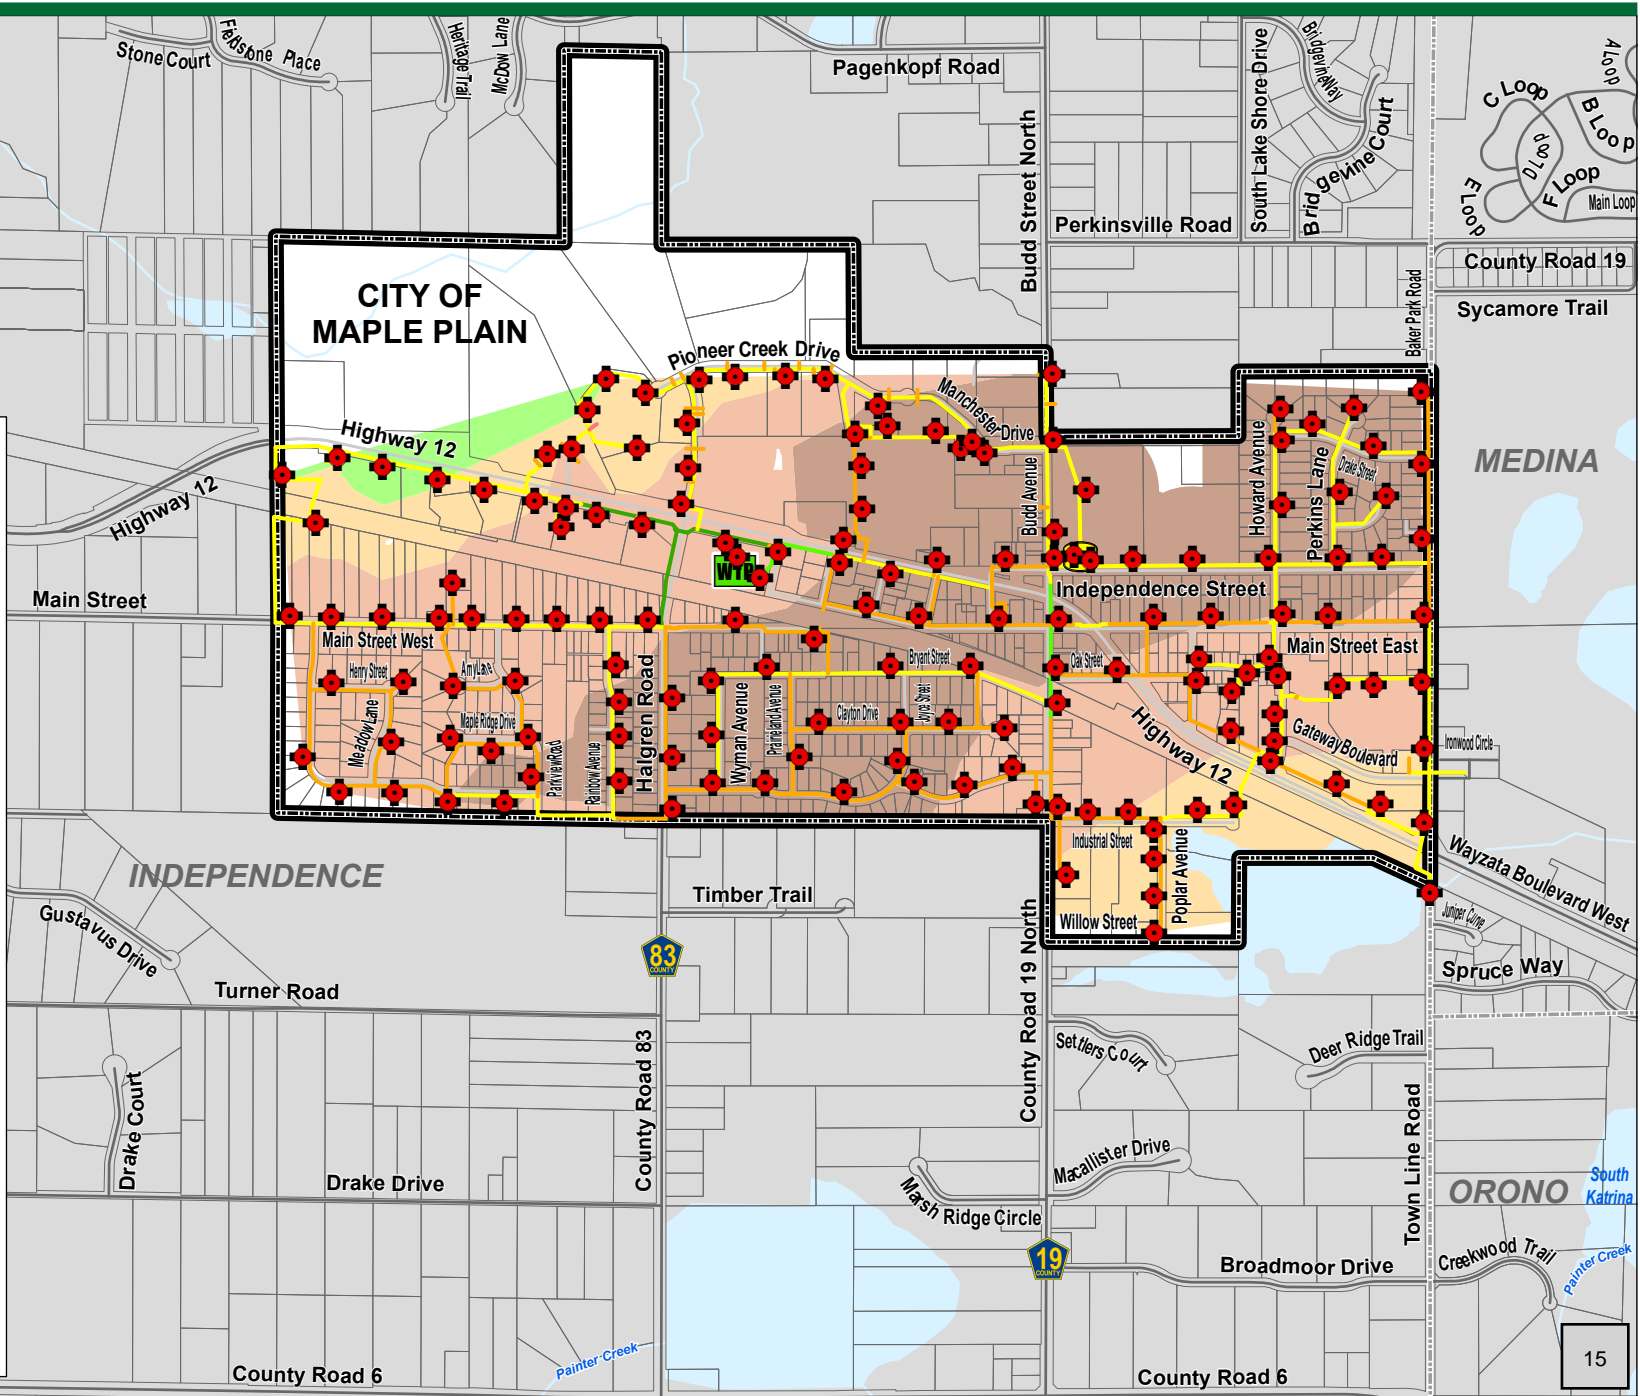 Stone Court
Fieldstone Place
Heritage Trail
McDow Lane
Pagenkopf Road
Budd Street North
South Lake Shore Drive
Bridgevine Way
Bridgevine Court
C Loop
A Loop
B Loop
D Loop
F Loop
E Loop
Main Loop
Perkinsville Road
County Road 19
Sycamore Trail
Baker Park Road
CITY OF
MAPLE PLAIN
Pioneer Creek Drive
Manchester Drive
Highway 12
Highway 12
Budd Avenue
Howard Avenue
Perkins Lane
Drake Street
MEDINA
WTP
Independence Street
Main Street
Main Street West
Main Street East
Henry Street
Amy Lane
Meadow Lane
Maple Ridge Drive
Parkview Road
Rainbow Avenue
Halgren Road
Wyman Avenue
Prairieland Avenue
Bryant Street
Clayton Drive
Joyce Street
Oak Street
Highway 12
Gateway Boulevard
Ironwood Circle
Industrial Street
Poplar Avenue
Willow Street
Wayzata Boulevard West
Juniper Curve
Spruce Way
INDEPENDENCE
Gustavus Drive
Timber Trail
83
COUNTY
Turner Road
County Road 83
County Road 19 North
Settlers Court
Deer Ridge Trail
Drake Court
Drake Drive
Macallister Drive
Marsh Ridge Circle
Town Line Road
ORONO
South
Katrina
19
COUNTY
Broadmoor Drive
Creekwood Trail
Painter Creek
Painter Creek
County Road 6
County Road 6
15